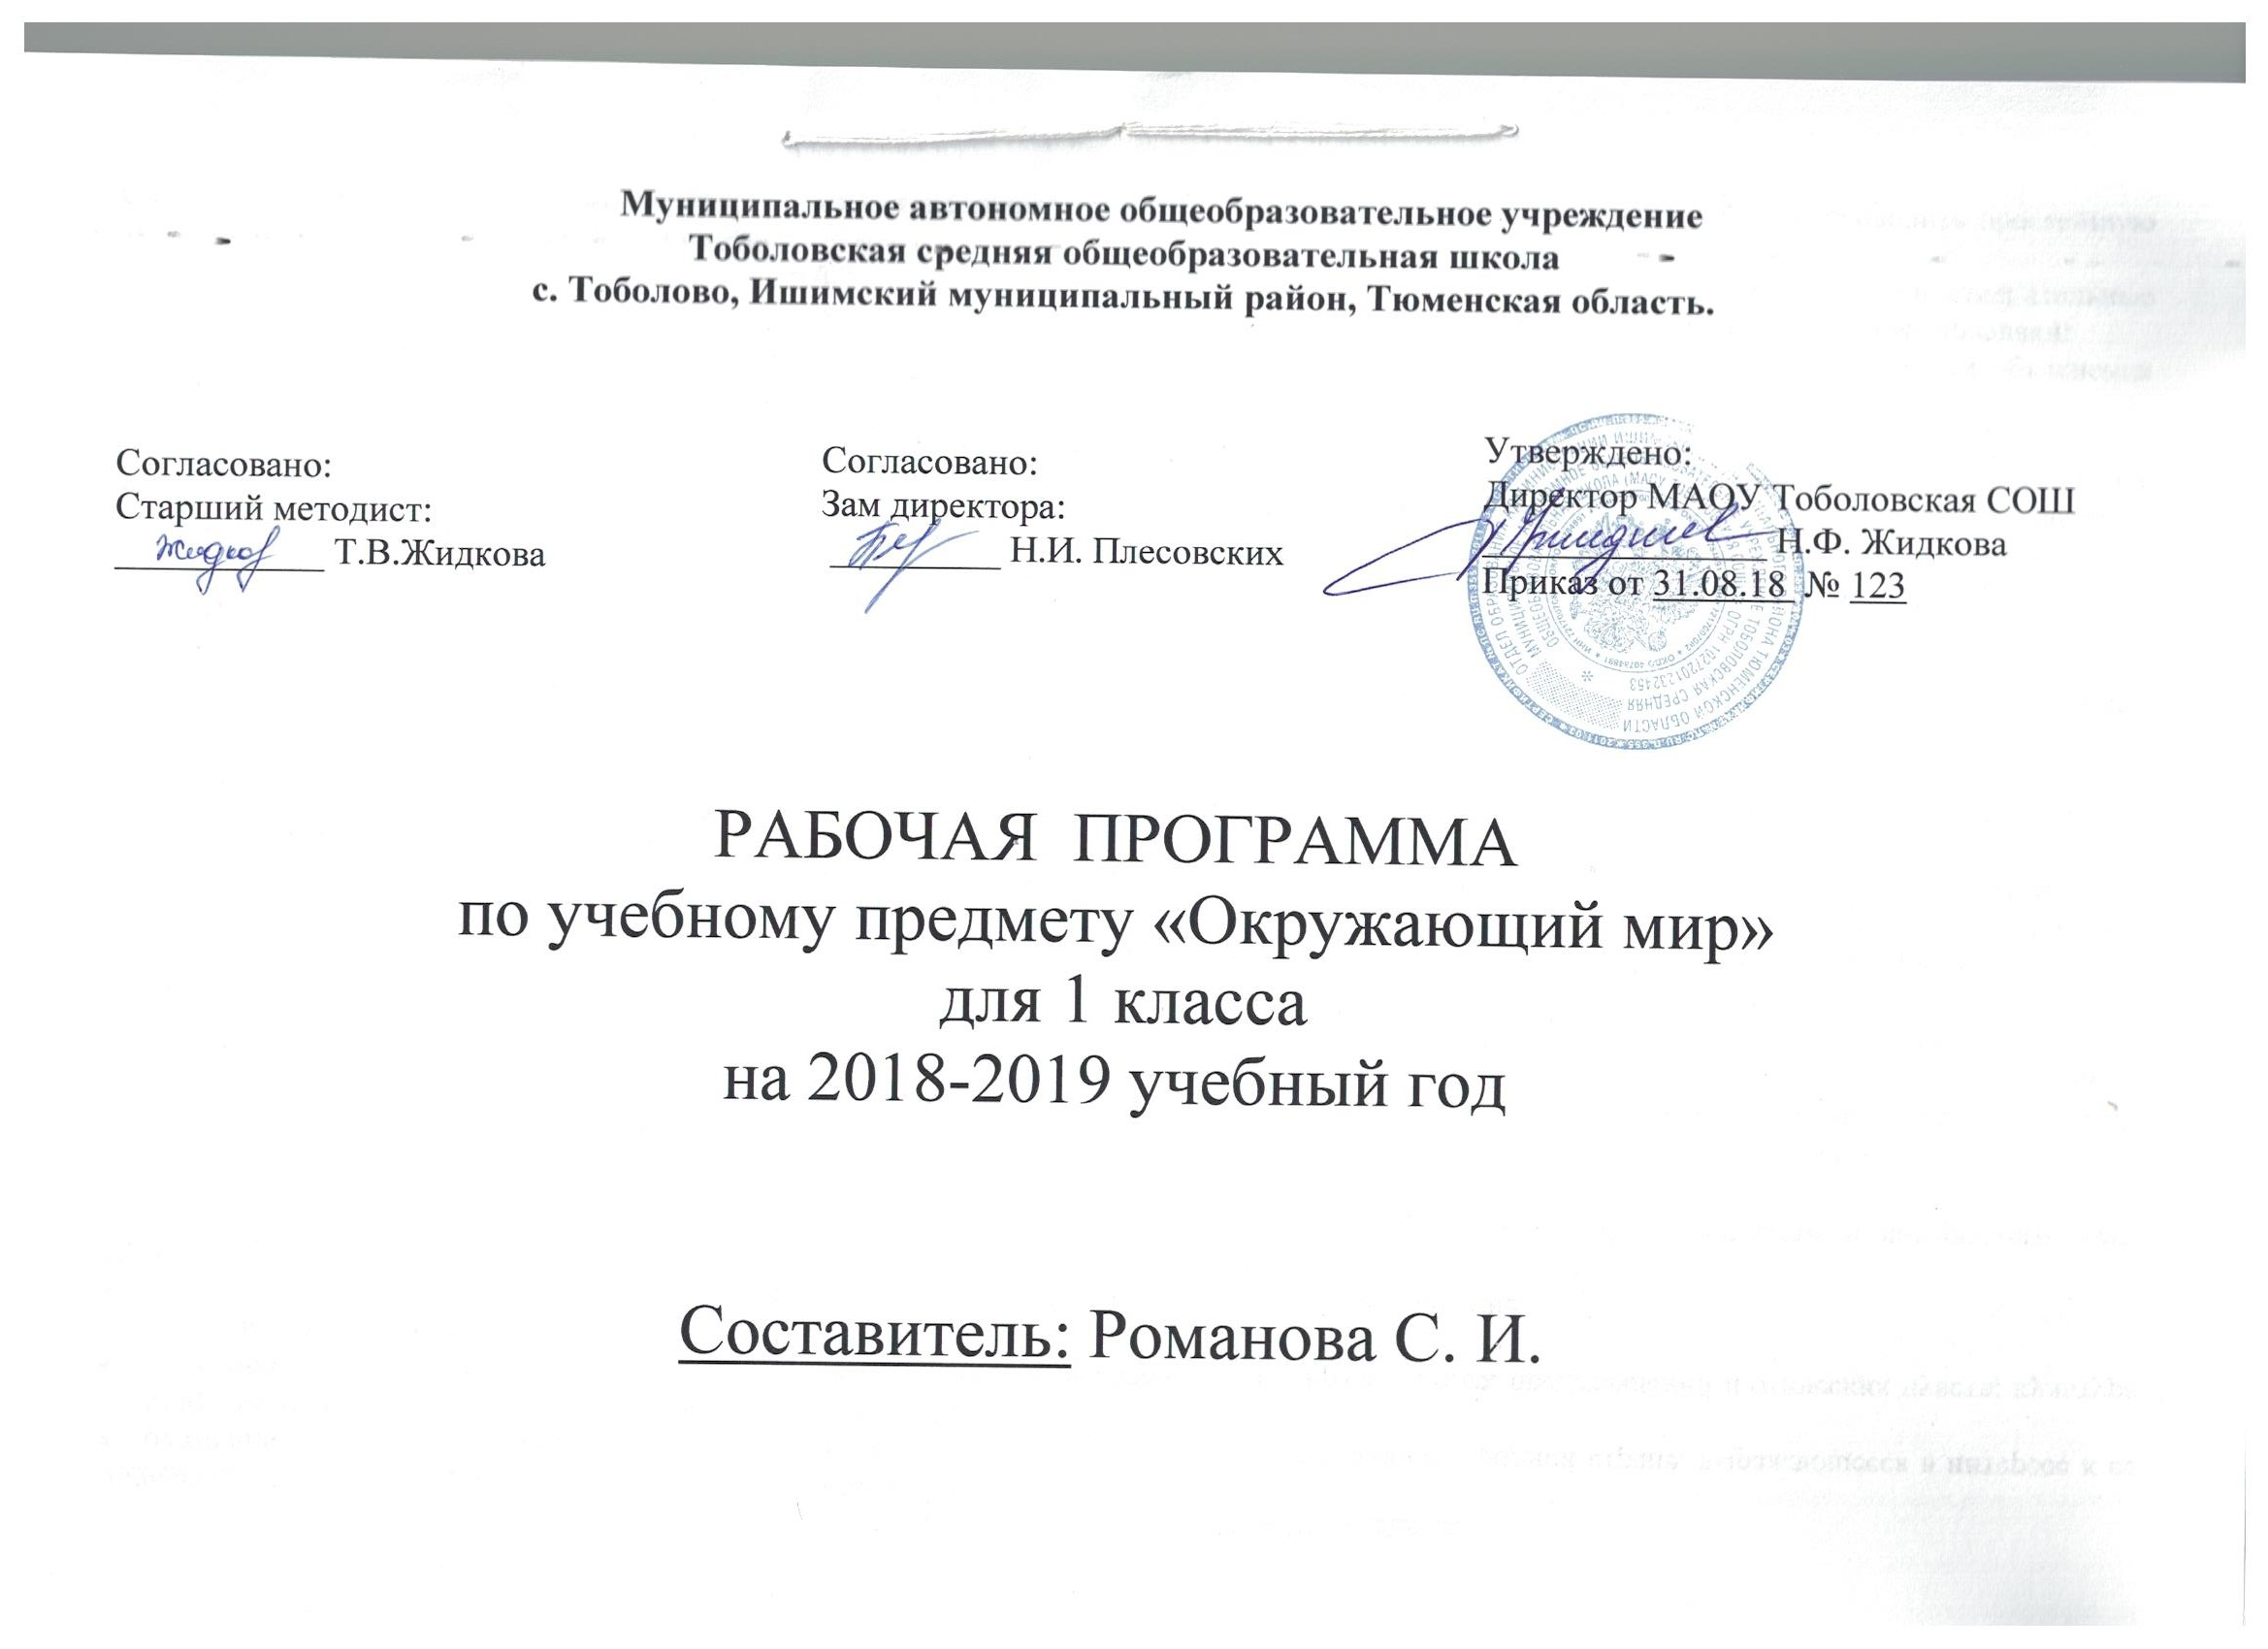 Муниципальное автономное общеобразовательное учреждение
Тоболовская средняя общеобразовательная школа
с. Тоболово, Ишимский муниципальный район, Тюменская область.
Согласовано:
Старший методист:
Т.В.Жидкова
Согласовано:
Зам директора:
Н.И. Плесовских
Утверждено:
Директор МАОУ Тоболовская СОШ
Н.Ф. Жидкова
Приказ от 31.08.18 № 123
РАБОЧАЯ ПРОГРАММА
по учебному предмету «Окружающий мир»
для 1 класса
на 2018-2019 учебный год
Составитель: Романова С. И.